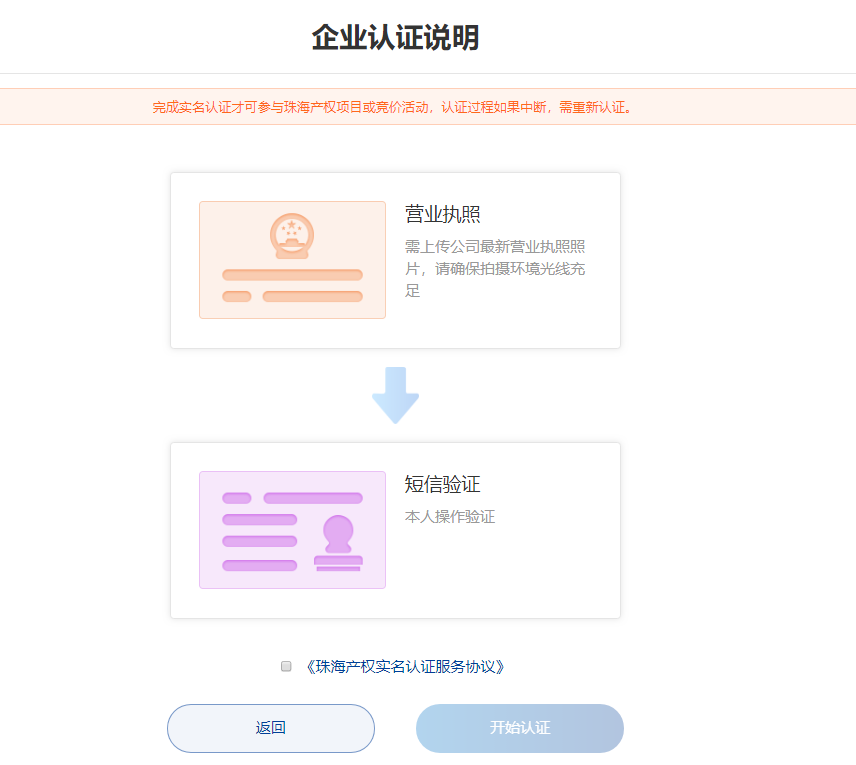 企业认证说明
完成实名认证才可参与珠海产权项目或竞价活动，认证过程如果中断，需重新认证。
营业执照
需上传公司最新营业执照照
片，请确保拍摄环境光线充
足
短信验证
本人操作验证
《珠海产权实名认证服务协议》
返回
开始认证